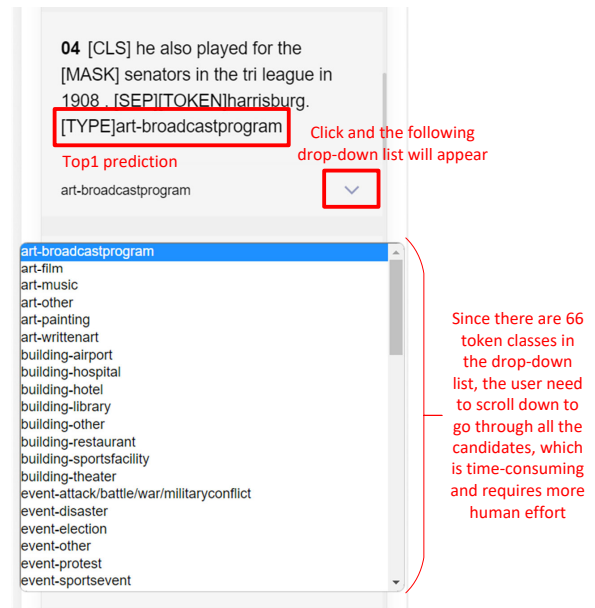 04 [CLS] he also played for the
[MASK] senators in the tri league in
1908 . [SEP][TOKEN]harrisburg.
[TYPE]art-broadcastprogram
Click and the following
drop-down list will appear
Top1 prediction
art-broadcastprogram
art-broadcastprogram
art-film
art-music
art-other
art-painting
art-writtenart
building-airport
building-hospital
building-hotel
building-library
building-other
building-restaurant
building-sportsfacility
building-theater
event-attack/battle/war/militaryconflict
event-disaster
event-election
event-other
event-protest
event-sportsevent
Since there are 66
token classes in
the drop-down
list, the user need
to scroll down to
go through all the
candidates, which
is time-consuming
and requires more
human effort